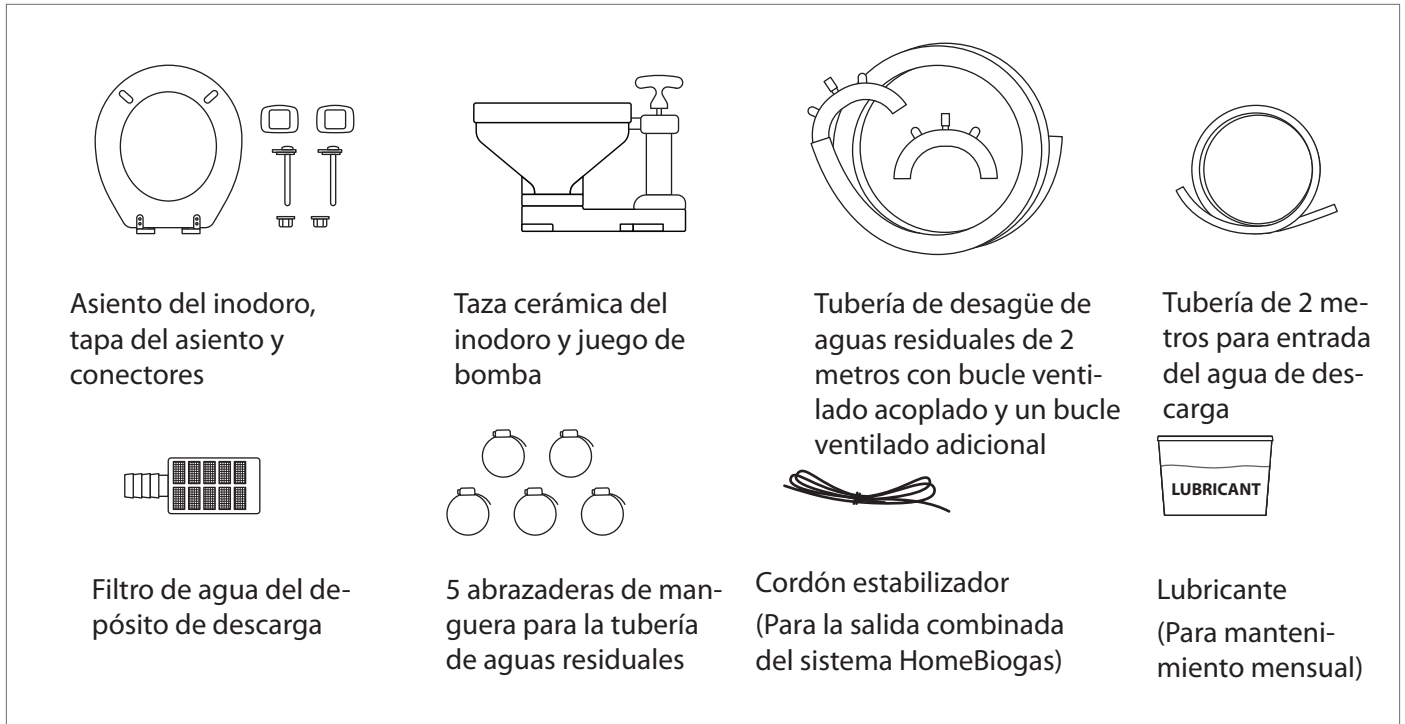 Asiento del inodoro,
tapa del asiento y
conectores
Taza cerámica del
inodoro y juego de
bomba
Tubería de desagüe de
aguas residuales de 2
metros con bucle venti-
lado acoplado y un bucle
ventilado adicional
Tubería de 2 me-
tros para entrada
del agua de des-
carga
LUBRICANT
Filtro de agua del de-
pósito de descarga
5 abrazaderas de man-
guera para la tubería
de aguas residuales
Cordón estabilizador
(Para la salida combinada
del sistema HomeBiogas)
Lubricante
(Para manteni-
miento mensual)